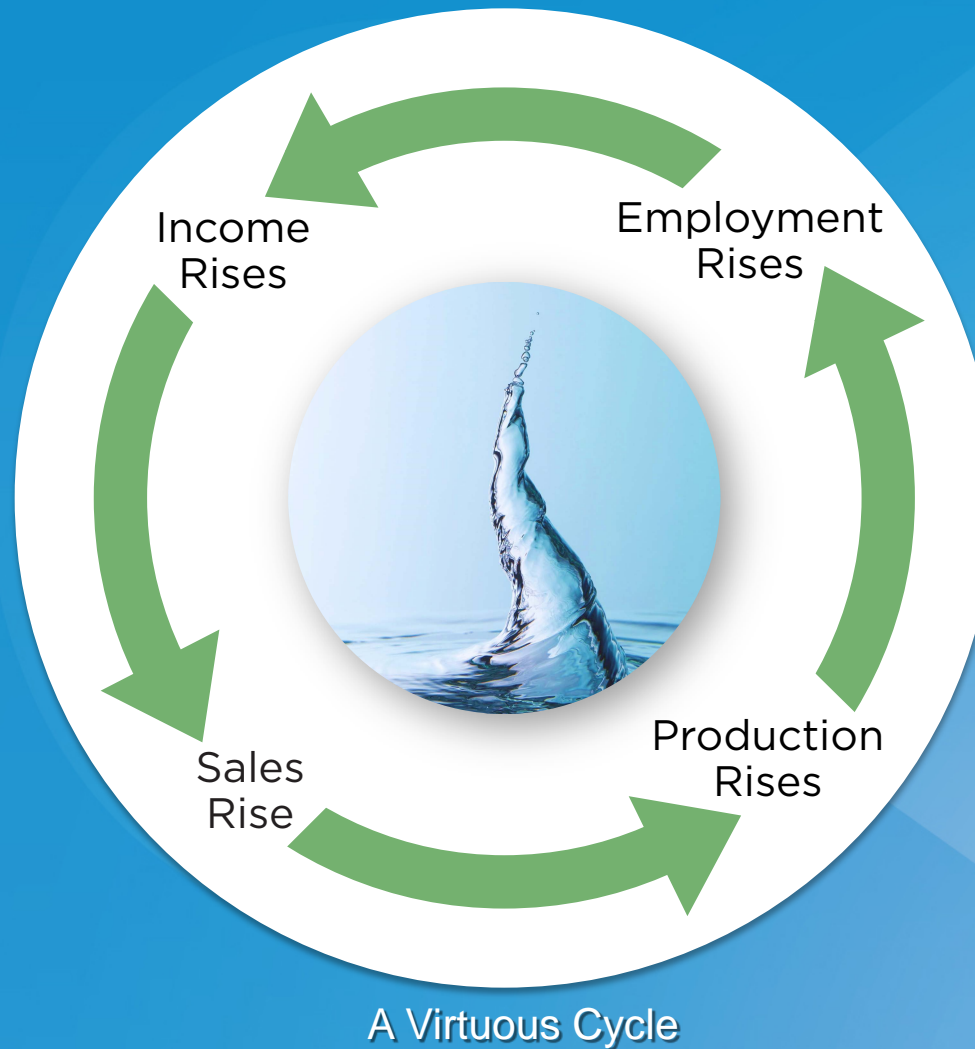 Employment
Rises
Income
Rises
Sales
Rise
Production
Rises
A Virtuous Cycle